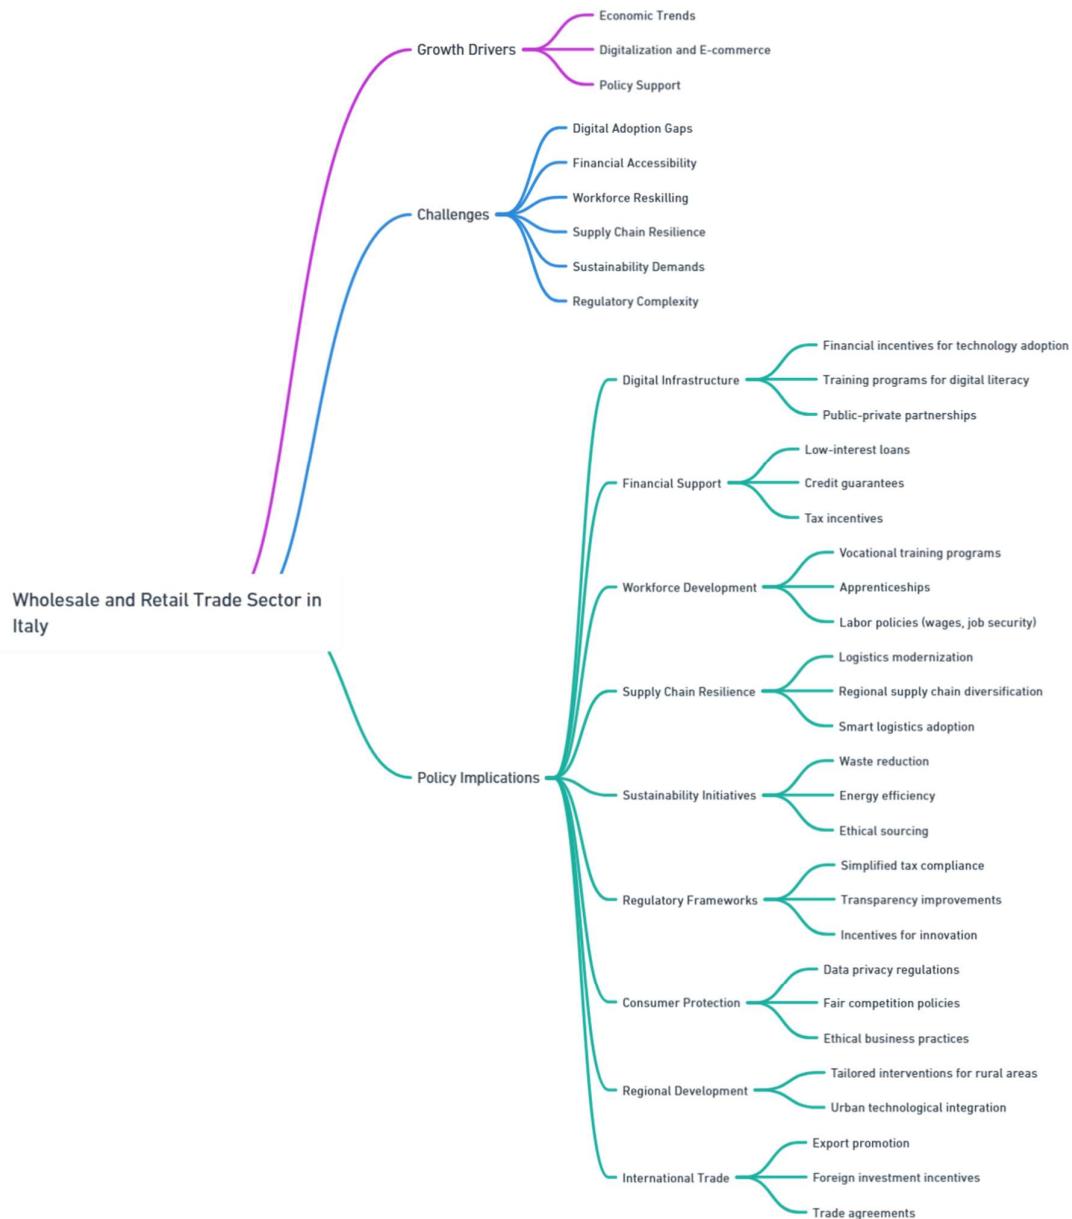 Wholesale and Retail Trade Sector in
Italy
Growth Drivers
Economic Trends
Digitalization and E-commerce
Policy Support
Challenges
Digital Adoption Gaps
Financial Accessibility
Workforce Reskilling
Supply Chain Resilience
Sustainability Demands
Regulatory Complexity
Policy Implications
Digital Infrastructure
Financial incentives for technology adoption
Training programs for digital literacy
Public-private partnerships
Financial Support
Low-interest loans
Credit guarantees
Tax incentives
Workforce Development
Vocational training programs
Apprenticeships
Labor policies (wages, job security)
Supply Chain Resilience
Logistics modernization
Regional supply chain diversification
Smart logistics adoption
Sustainability Initiatives
Waste reduction
Energy efficiency
Ethical sourcing
Regulatory Frameworks
Simplified tax compliance
Transparency improvements
Incentives for innovation
Consumer Protection
Data privacy regulations
Fair competition policies
Ethical business practices
Regional Development
Tailored interventions for rural areas
Urban technological integration
International Trade
Export promotion
Foreign investment incentives
Trade agreements